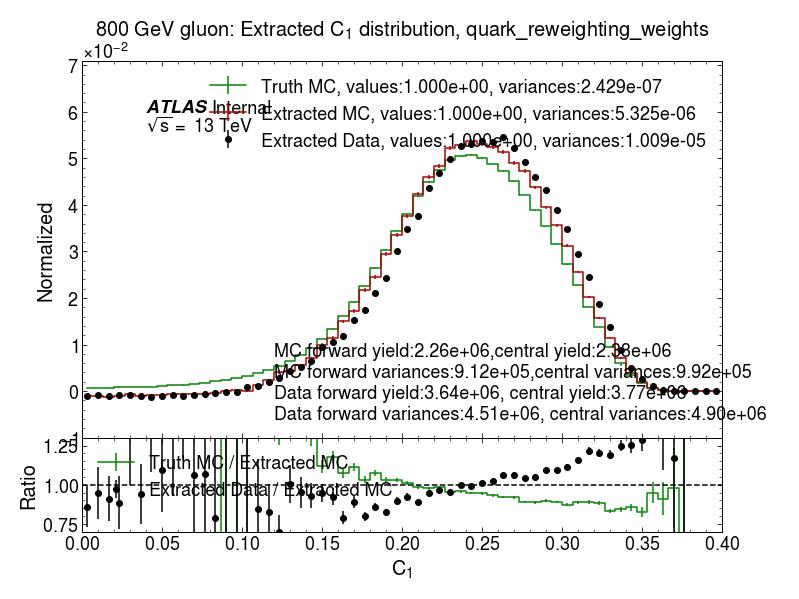 800 GeV gluon: Extracted C₁ distribution, quark_reweighting_weights
×10⁻²
7
Truth MC, values:1.000e+00, variances:2.429e-07
ATLAS Internal
6
Extracted MC, values:1.000e+00, variances:5.325e-06
√s = 13 TeV
Extracted Data, values:1.000e+00, variances:1.009e-05
5
4
Normalized
3
2
1
MC forward yield:2.26e+06,central yield:2.38e+06
MC forward variances:9.12e+05,central variances:9.92e+05
0
Data forward yield:3.64e+06, central yield:3.77e+06
Data forward variances:4.51e+06, central variances:4.90e+06
1.25
Truth MC / Extracted MC
Ratio
1.00
Extracted Data / Extracted MC
0.75
0.00 0.05 0.10 0.15 0.20 0.25 0.30 0.35 0.40
C₁